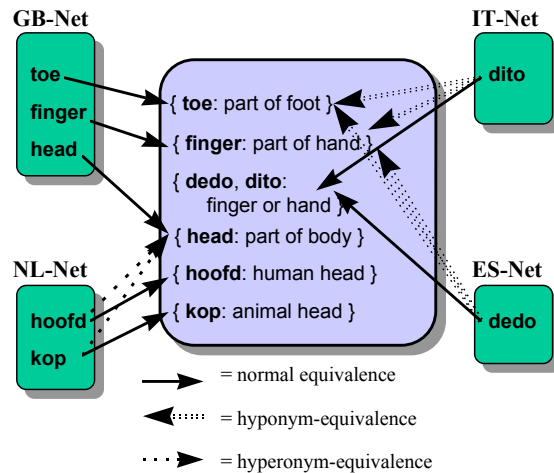 GB-Net
toe
finger
head
NL-Net
hoofd
kop
{ toe: part of foot }
{ finger: part of hand }
{ dedo, dito:
finger or hand }
{ head: part of body }
{ hoofd: human head }
{ kop: animal head }
IT-Net
dito
ES-Net
dedo
= normal equivalence
= hyponym-equivalence
= hyperonym-equivalence